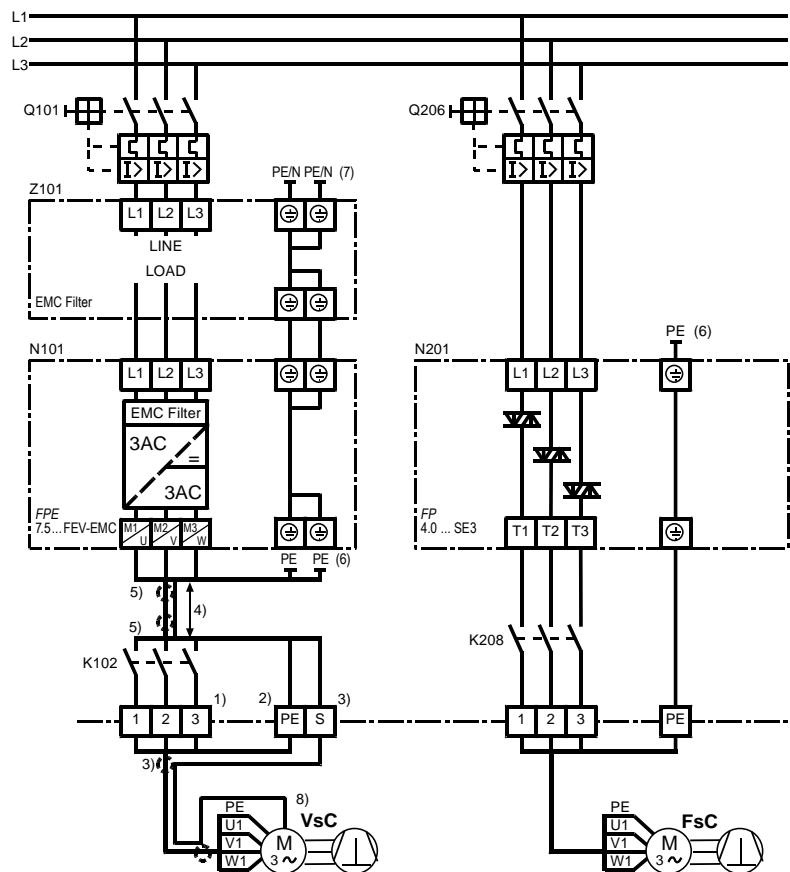 L1
L2
L3
Q101 Q206
I> I> I> I> I> I>
PE/N PE/N (7)
Z101
L1 L2 L3
LINE
LOAD
EMC Filter
PE (6)
N101 N201
L1 L2 L3 L1 L2 L3
EMC Filter
3AC
=
3AC
FPE FP
7.5... FEV-EMC M1 U M2 V M3 W 4.0 ... SE3 T1 T2 T3
PE PE (6)
5) 4)
5)
K102 K208
1) 2) 3)
1 2 3 PE S 1 2 3 PE
3)
8)
PE VsC PE FsC
U1 U1
V1 M V1 M
W1 3 ~ W1 3 ~